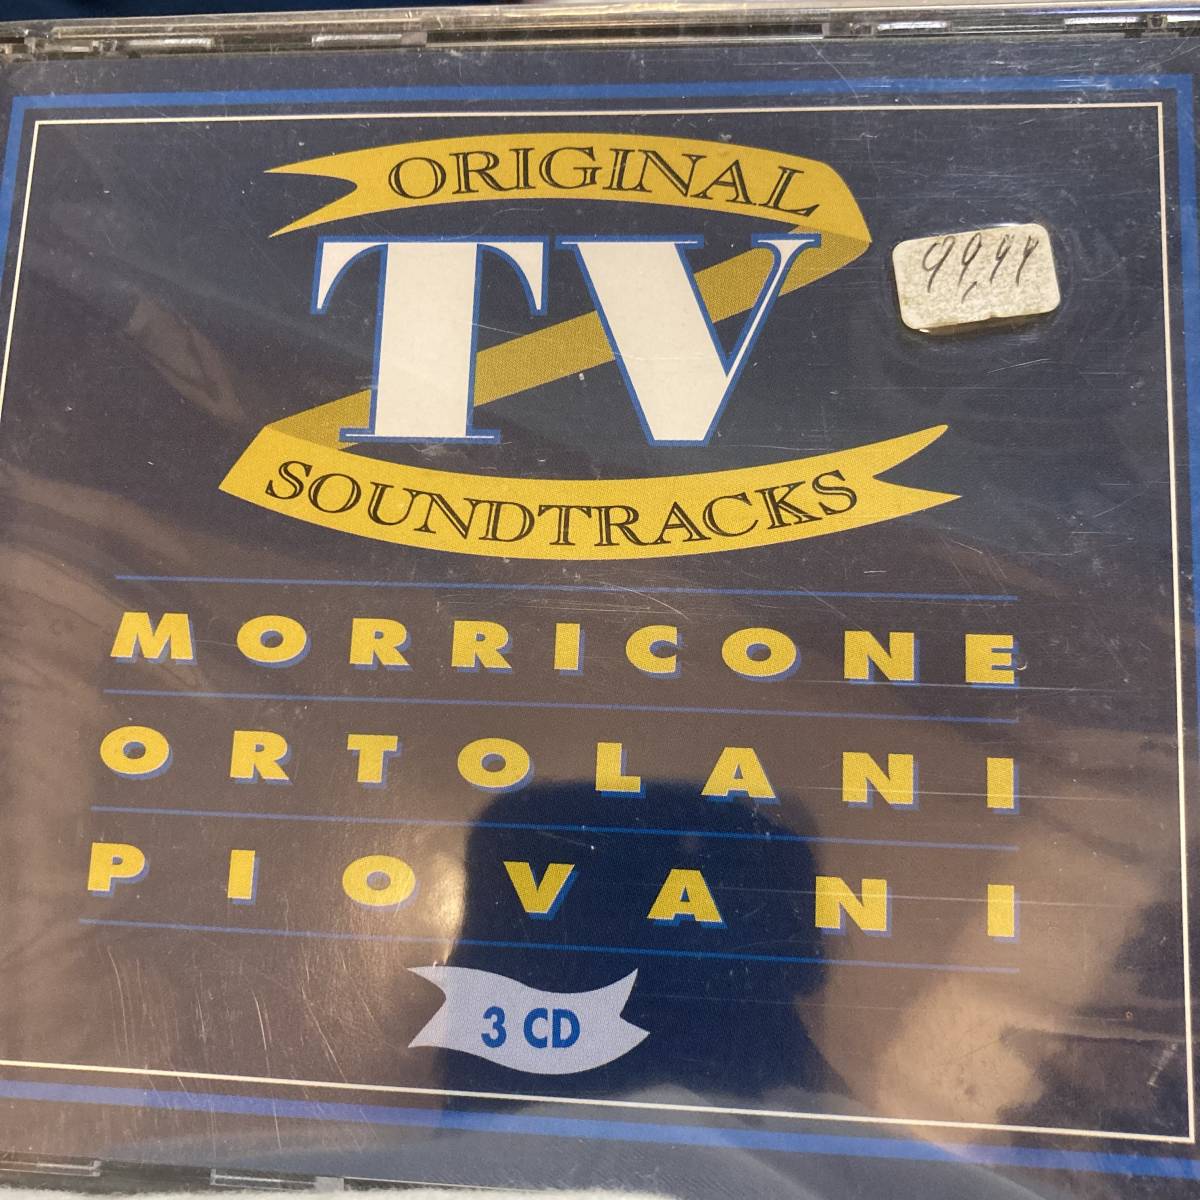 ORIGINAL
TV
SOUNDTRACKS
99,99
MORRICONE
ORTOLANI
PIOVANI
3 CD